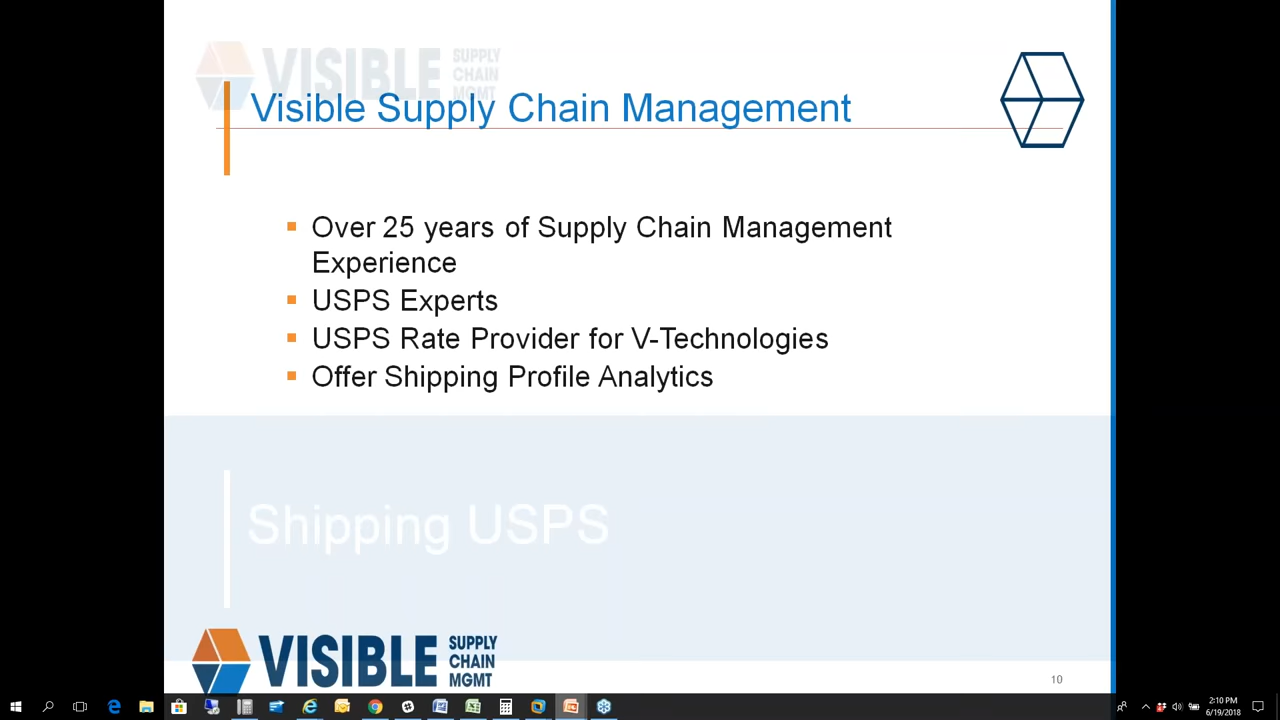 VISIBLE SUPPLY
CHAIN
MGMT
Visible Supply Chain Management
Over 25 years of Supply Chain Management
Experience
USPS Experts
USPS Rate Provider for V-Technologies
Offer Shipping Profile Analytics
Shipping USPS
VISIBLE SUPPLY
CHAIN
MGMT
10
2:10 PM
6/19/2018